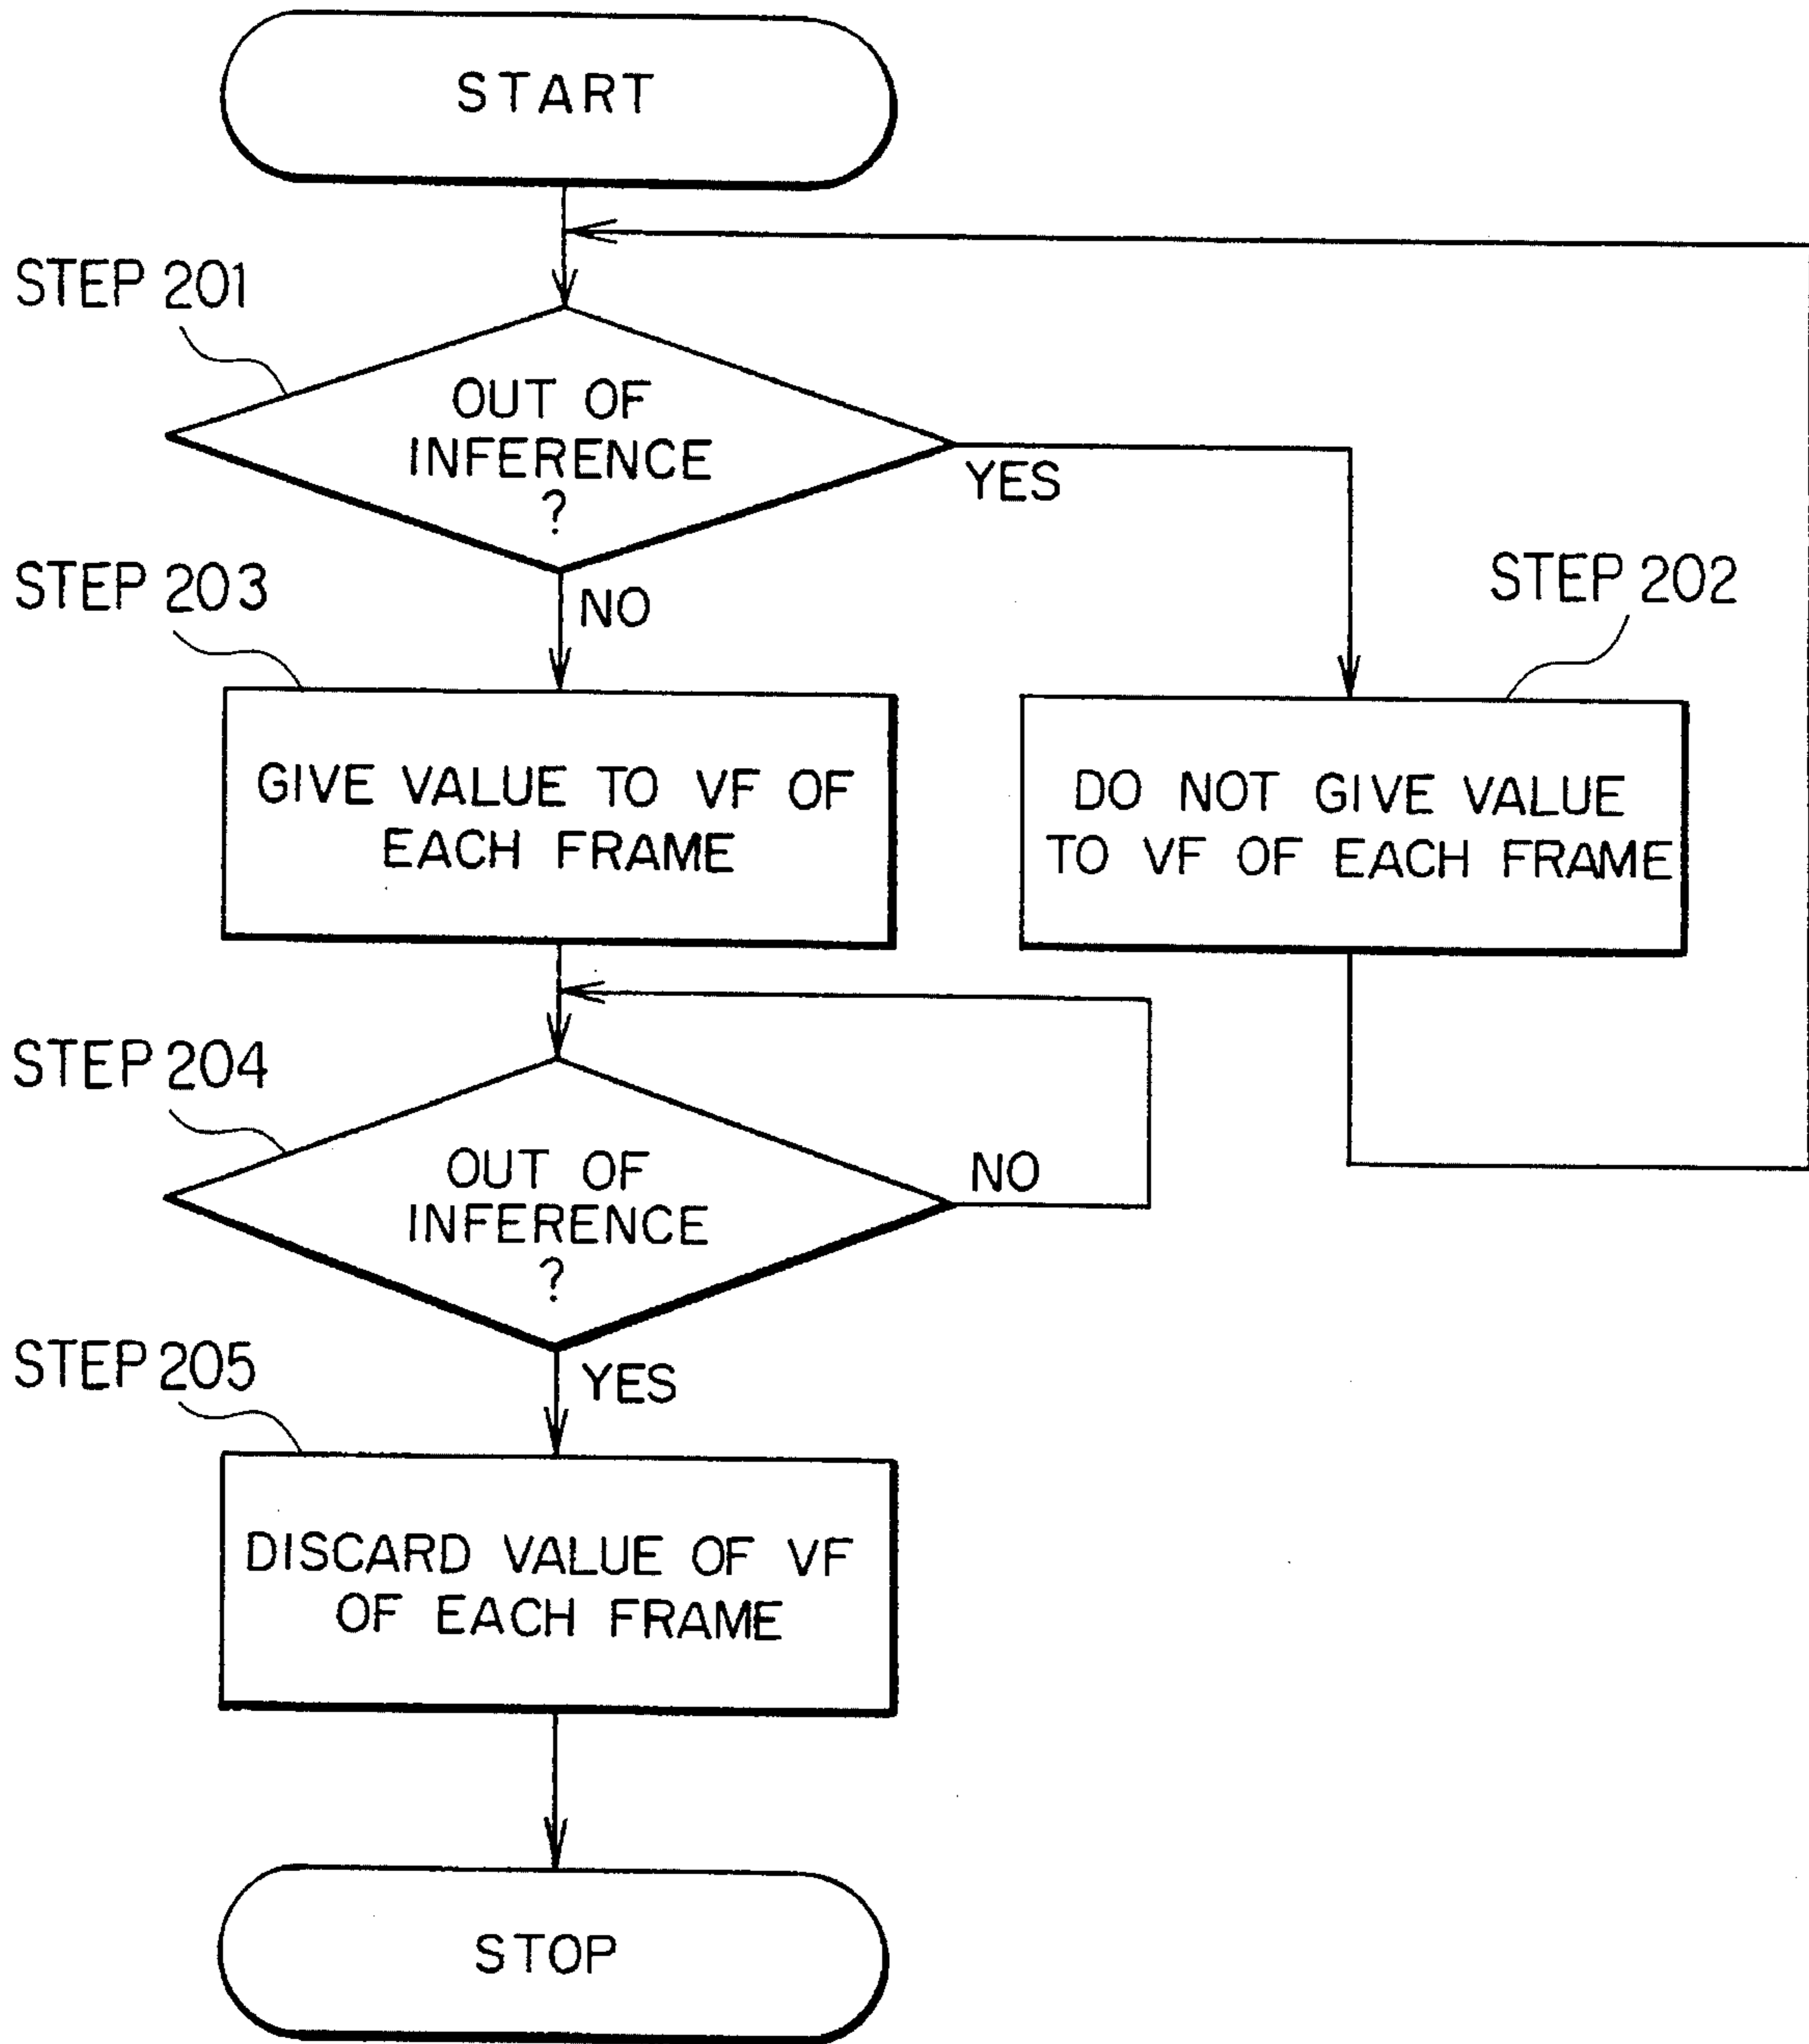 START
STEP 201
OUT OF
INFERENCE
?
YES
NO
STEP 203
STEP 202
GIVE VALUE TO VF OF
EACH FRAME
DO NOT GIVE VALUE
TO VF OF EACH FRAME
STEP 204
OUT OF
INFERENCE
?
NO
YES
STEP 205
DISCARD VALUE OF VF
OF EACH FRAME
STOP